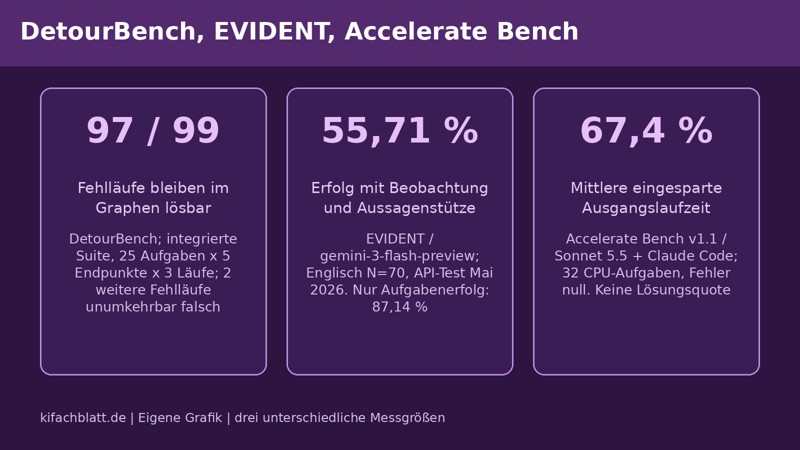 DetourBench, EVIDENT, Accelerate Bench
97 / 99
Fehlläufe bleiben im
Graphen lösbar
DetourBench; integrierte
Suite, 25 Aufgaben x 5
Endpunkte x 3 Läufe; 2
weitere Fehlläufe
unumkehrbar falsch
55,71 %
Erfolg mit Beobachtung
und Aussagenstütze
EVIDENT /
gemini-3-flash-preview;
Englisch N=70, API-Test Mai
2026. Nur Aufgabenerfolg:
87,14 %
67,4 %
Mittlere eingesparte
Ausgangslaufzeit
Accelerate Bench v1.1 /
Sonnet 5.5 + Claude Code;
32 CPU-Aufgaben, Fehler
null. Keine Lösungsquote
kifachblatt.de | Eigene Grafik | drei unterschiedliche Messgrößen